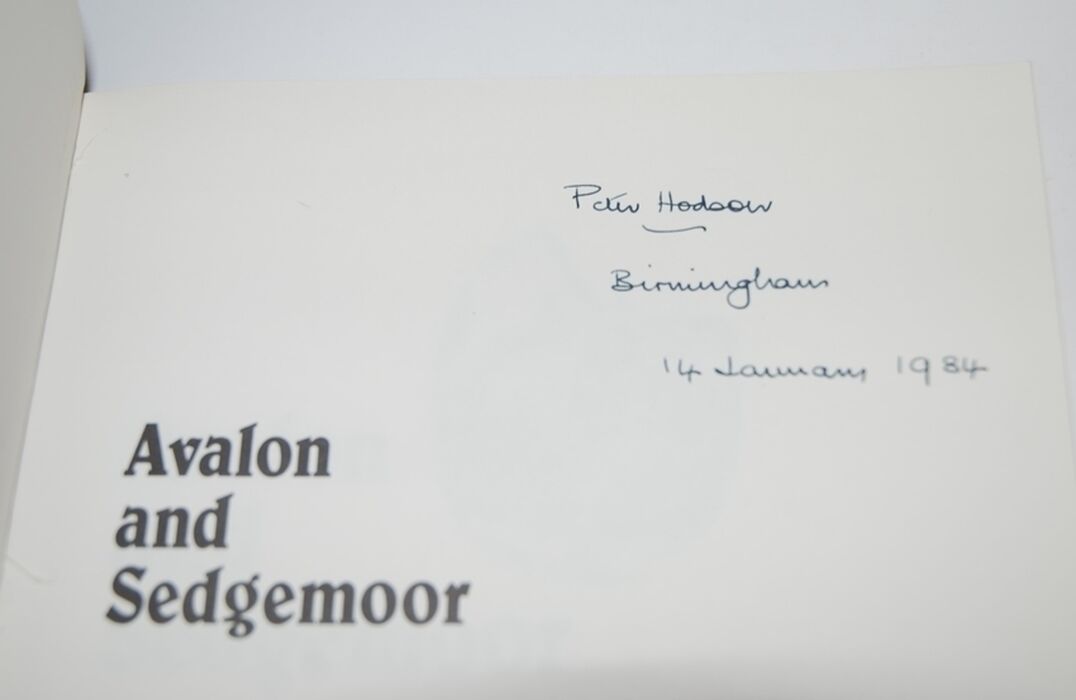 Peter Hodson
Birmingham
14 January 1984
Avalon
and
Sedgemoor